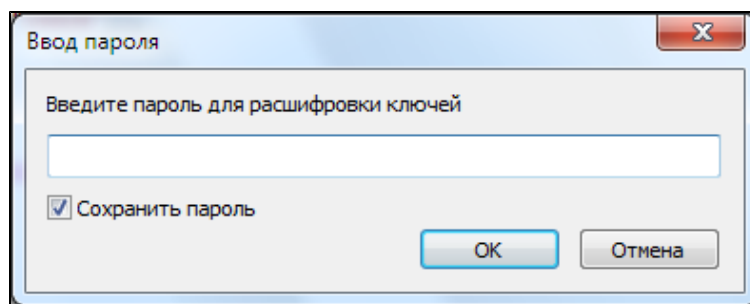 Ввод пароля
Введите пароль для расшифровки ключей
Сохранить пароль
OK
Отмена